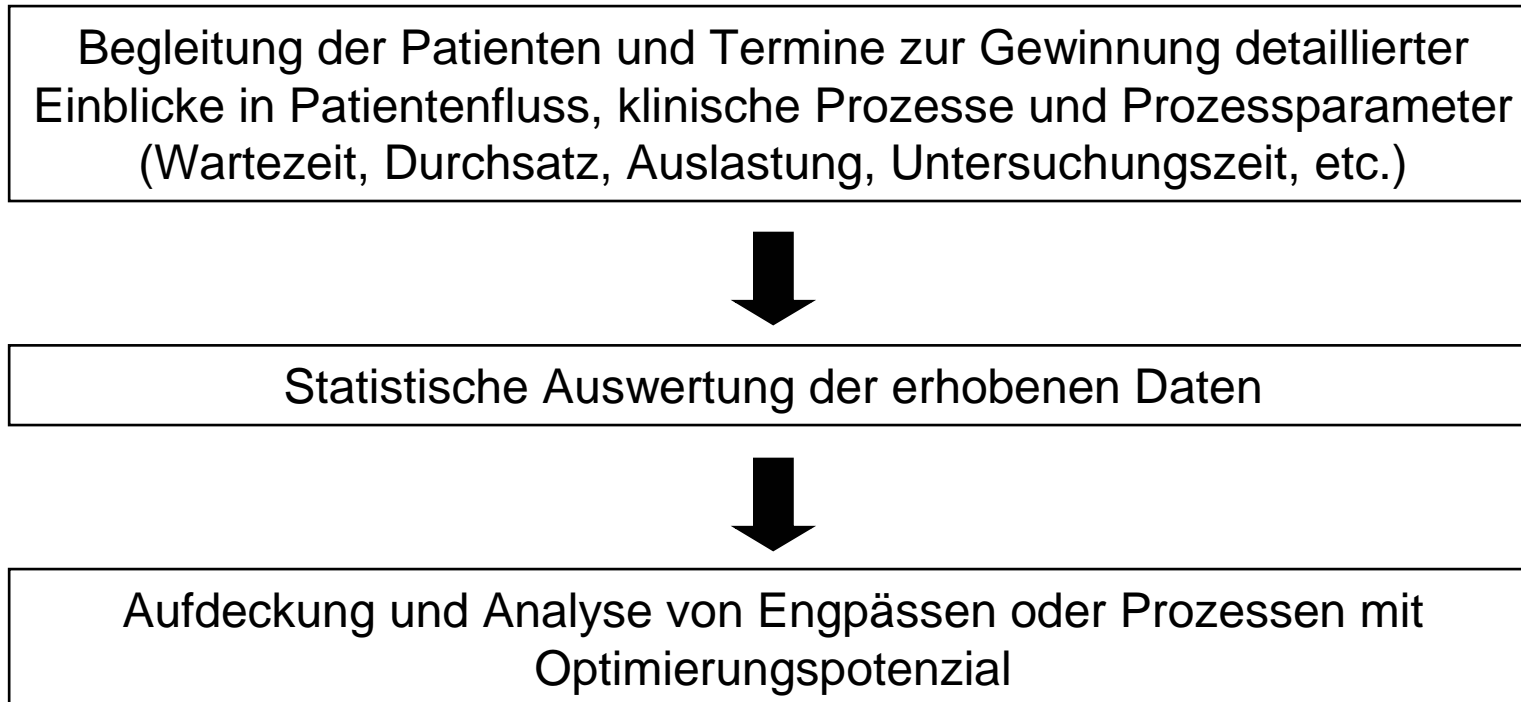 Begleitung der Patienten und Termine zur Gewinnung detaillierter
Einblicke in Patientenfluss, klinische Prozesse und Prozessparameter
(Wartezeit, Durchsatz, Auslastung, Untersuchungszeit, etc.)
Statistische Auswertung der erhobenen Daten
Aufdeckung und Analyse von Engpässen oder Prozessen mit
Optimierungspotenzial